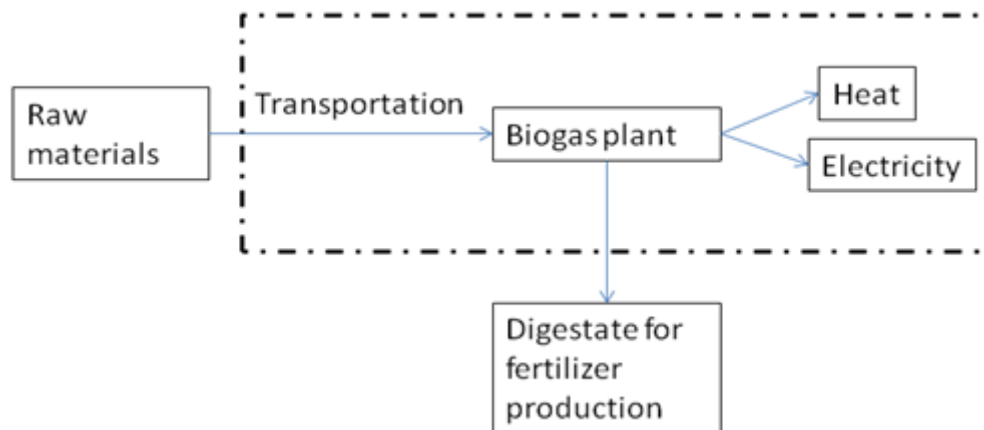 Raw
materials
Transportation
Biogas plant
Heat
Electricity
Digestate for
fertilizer
production